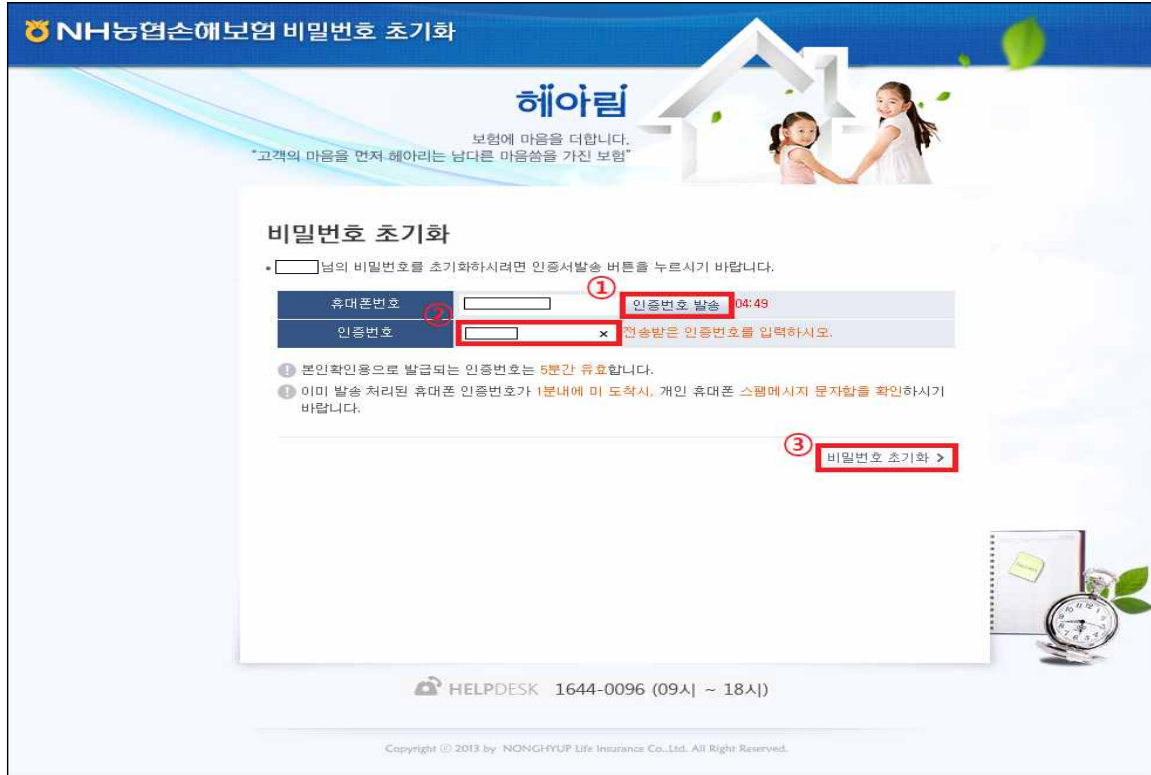 NH농협손해보험 비밀번호 초기화
헤아림
보험에 마음을 더합니다.
"고객의 마음을 먼저 헤아리는 남다른 마음씀을 가진 보험"
비밀번호 초기화
• 님의 비밀번호를 초기화하시려면 인증서발송 버튼을 누르시기 바랍니다.
①
휴대폰번호 인증번호 발송 04:49
②
인증번호 × 전송받은 인증번호를 입력하시오.
! 본인확인용으로 발급되는 인증번호는 5분간 유효합니다.
! 이미 발송 처리된 휴대폰 인증번호가 1분내에 미 도착시, 개인 휴대폰 스팸메시지 문자함을 확인하시기
바랍니다.
③
비밀번호 초기화 >
HELPDESK 1644-0096 (09시 ~ 18시)
Copyright ⓒ 2013 by NONGHYUP Life Insurance Co.,Ltd. All Right Reserved.